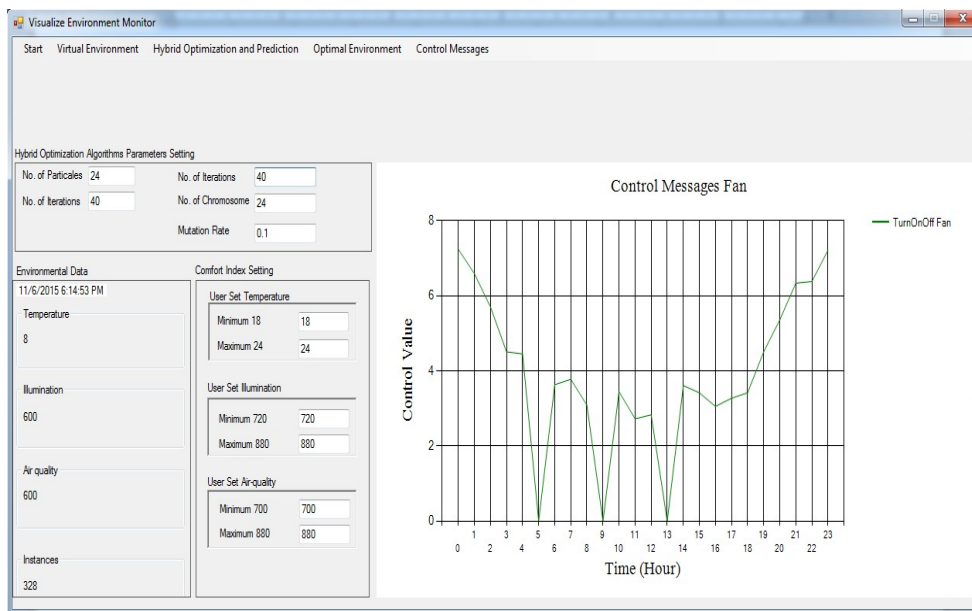 Visualize Environment Monitor
Start Virtual Environment Hybrid Optimization and Prediction Optimal Environment Control Messages
Hybrid Optimization Algorithms Parameters Setting
No. of Particales 24 No. of Iterations 40
No. of Iterations 40 No. of Chromosome 24
Mutation Rate 0.1
Environmental Data
11/6/2015 6:14:53 PM
Temperature
8
Illumination
600
Air quality
600
Instances
328
Comfort Index Setting
User Set Temperature
Minimum 18 18
Maximum 24 24
User Set Illumination
Minimum 720 720
Maximum 880 880
User Set Air-quality
Minimum 700 700
Maximum 880 880
Control Messages Fan
TurnOnOff Fan
Control Value
8
6
4
2
0
1 3 5 7 9 11 13 15 17 19 21 23
0 2 4 6 8 10 12 14 16 18 20 22
Time (Hour)